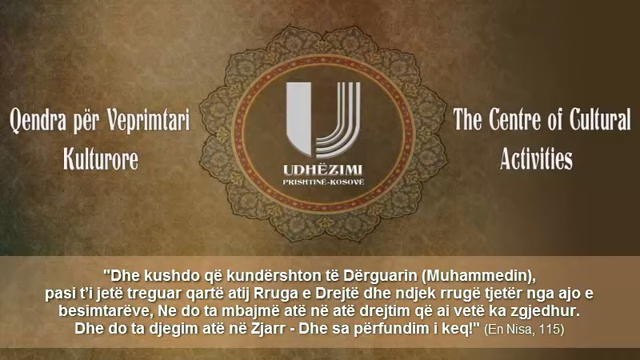 Qendra për Veprimtari
Kulturore
UDHËZIMI
PRISHTINË-KOSOVË
The Centre of Cultural
Activities
"Dhe kushdo që kundërshton të Dërguarin (Muhammedin),
pasi t'i jetë treguar qartë atij Rruga e Drejtë dhe ndjek rrugë tjetër nga ajo e
besimtarëve, Ne do ta mbajmë atë në atë drejtim që ai vetë ka zgjedhur.
Dhe do ta djegim atë në Zjarr - Dhe sa përfundim i keq!" (En Nisa, 115)